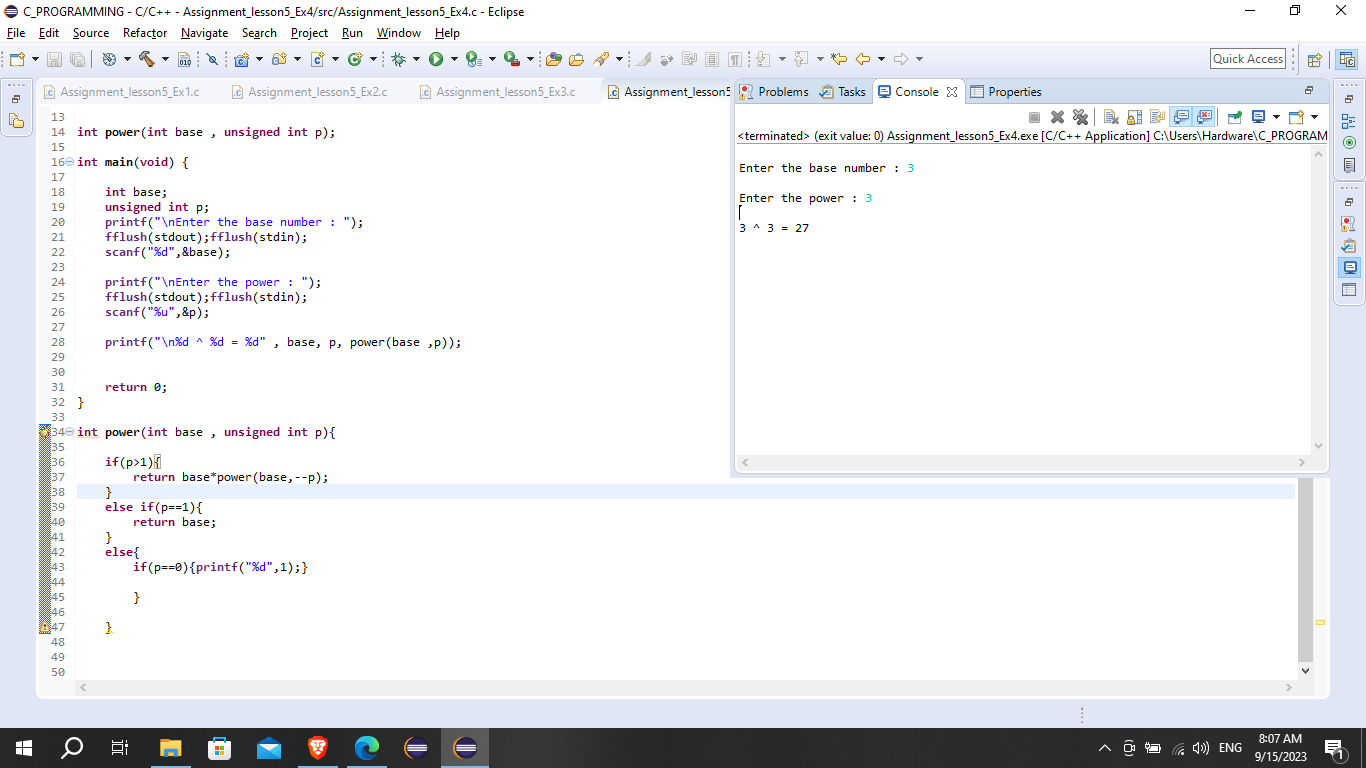 C_PROGRAMMING - C/C++ - Assignment_lesson5_Ex4/src/Assignment_lesson5_Ex4.c - Eclipse
File Edit Source Refactor Navigate Search Project Run Window Help
Quick Access
Assignment_lesson5_Ex1.c Assignment_lesson5_Ex2.c Assignment_lesson5_Ex3.c Assignment_lesson5
13
14 int power(int base , unsigned int p);
15
16 int main(void) {
17
18 int base;
19 unsigned int p;
20 printf("\nEnter the base number : ");
21 fflush(stdout);fflush(stdin);
22 scanf("%d",&base);
23
24 printf("\nEnter the power : ");
25 fflush(stdout);fflush(stdin);
26 scanf("%u",&p);
27
28 printf("\n%d ^ %d = %d" , base, p, power(base ,p));
29
30
31 return 0;
32 }
33
34 int power(int base , unsigned int p){
35
36 if(p>1){
37 return base*power(base,--p);
38 }
39 else if(p==1){
40 return base;
41 }
42 else{
43 if(p==0){printf("%d",1);}
44
45 }
46
47 }
48
49
50
Problems Tasks Console Properties
<terminated> (exit value: 0) Assignment_lesson5_Ex4.exe [C/C++ Application] C:\Users\Hardware\C_PROGRAM
Enter the base number : 3
Enter the power : 3
3 ^ 3 = 27
ENG
8:07 AM
9/15/2023
1